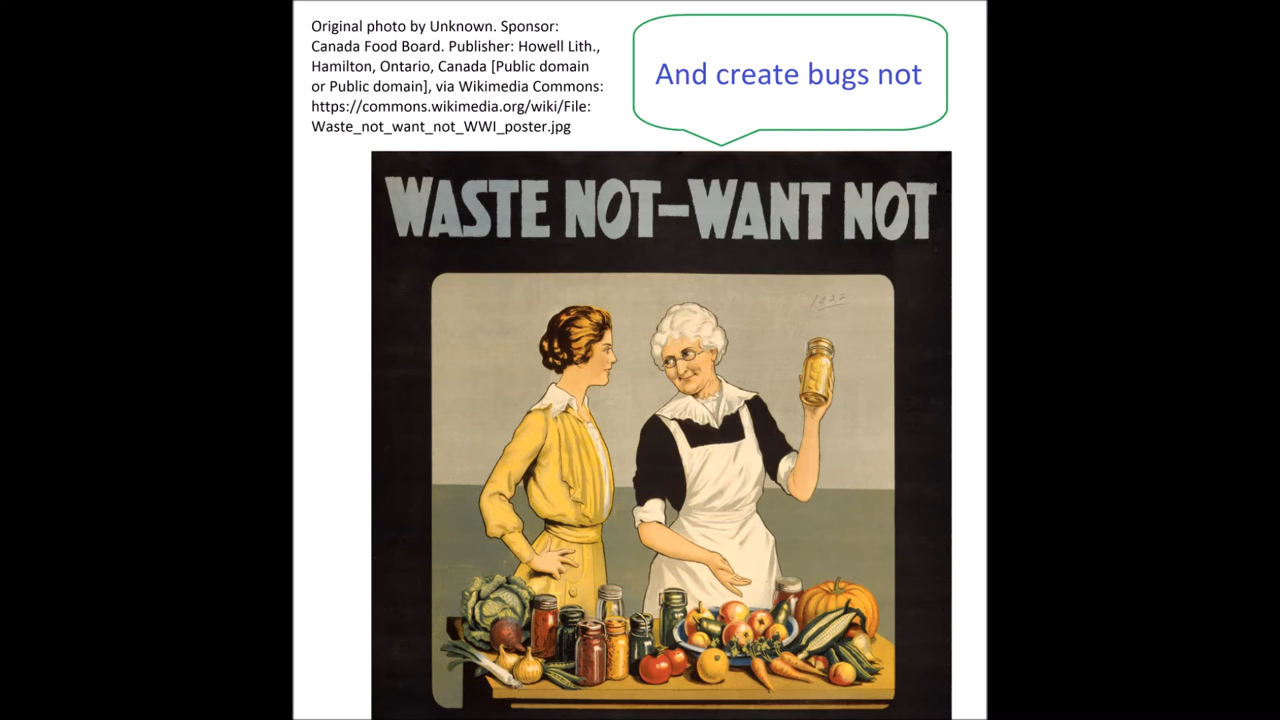 Original photo by Unknown. Sponsor:
Canada Food Board. Publisher: Howell Lith.,
Hamilton, Ontario, Canada [Public domain
or Public domain], via Wikimedia Commons:
https://commons.wikimedia.org/wiki/File:
Waste_not_want_not_WWI_poster.jpg
And create bugs not
WASTE NOT–WANT NOT